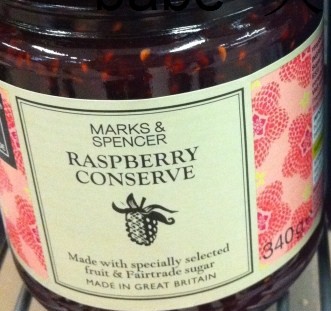 MARKS &
SPENCER
RASPBERRY
CONSERVE
Made with specially selected
fruit & Fairtrade sugar
MADE IN GREAT BRITAIN
340g